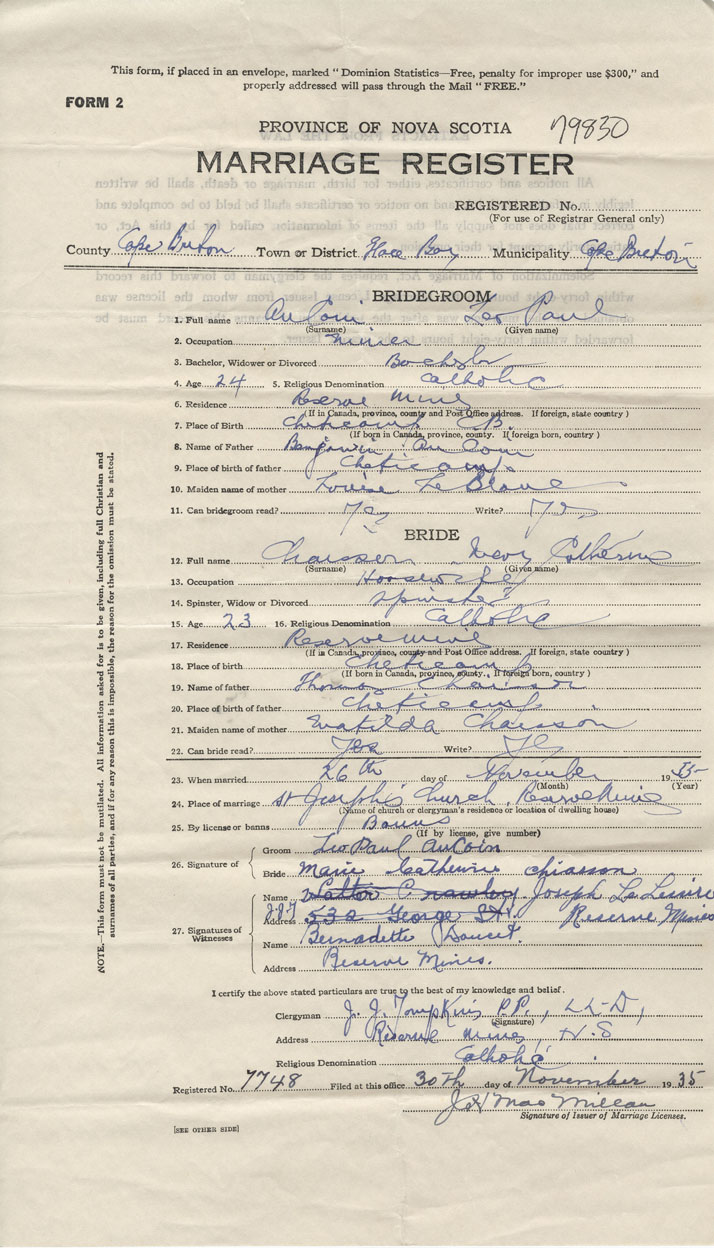 This form, if placed in an envelope, marked "Dominion Statistics—Free, penalty for improper use $300," and
properly addressed will pass through the Mail "FREE."
FORM 2
PROVINCE OF NOVA SCOTIA 79830
MARRIAGE REGISTER
REGISTERED No.
(For use of Registrar General only)
County Cape Breton Town or District Glace Bay Municipality Cape Breton
BRIDEGROOM
1. Full name AuCoin Leo Paul
(Surname) (Given name)
2. Occupation miner
3. Bachelor, Widower or Divorced Bachelor
4. Age 24 5. Religious Denomination Catholic
6. Residence Reserve Mines
(If in Canada, province, county and Post Office address. If foreign, state country)
7. Place of Birth Cheticamp C.B.
(If born in Canada, province, county. If foreign born, country)
8. Name of Father Benjamin AuCoin
9. Place of birth of father Cheticamp
10. Maiden name of mother Louise LeBlanc
11. Can bridegroom read? Yes Write? Yes
BRIDE
12. Full name Chaisson Mary Catherine
(Surname) (Given name)
13. Occupation Housework
14. Spinster, Widow or Divorced Spinster
15. Age 23 16. Religious Denomination Catholic
17. Residence Reserve Mines
(If in Canada, province, county and Post Office address. If foreign, state country)
18. Place of birth Cheticamp
(If born in Canada, province, county., If foreign born, country)
19. Name of father Thomas Chaisson
20. Place of birth of father Cheticamp
21. Maiden name of mother Matilda Chaisson
22. Can bride read? Yes Write? Yes
23. When married 26th day of November 1935
(Month) (Year)
24. Place of marriage St Joseph's Church, Reserve Mines
(Name of church or clergyman's residence or location of dwelling house)
25. By license or banns Banns
(If by license, give number)
26. Signature of
Groom Leo Paul AuCoin
Bride Marie Catherine Chiasson
27. Signatures of Witnesses
Name Walter Crawley Joseph
J.J.T. Address 532 George St. Reserve Mines
Name Bernadette Doucet.
Address Reserve Mines.
I certify the above stated particulars are true to the best of my knowledge and belief.
Clergyman J. J. Tompkins P.P., LL.D,
(Signature)
Address Reserve Mines, N.S
Religious Denomination Catholic
Registered No. 7748 Filed at this office 30th day of November 1935
MacMillan
Signature of Issuer of Marriage Licenses.
[SEE OTHER SIDE]
NOTE.—This form must not be mutilated. All information asked for is to be given, including full Christian and
surnames of all parties, and if for any reason this is impossible, the reason for the omission must be stated.